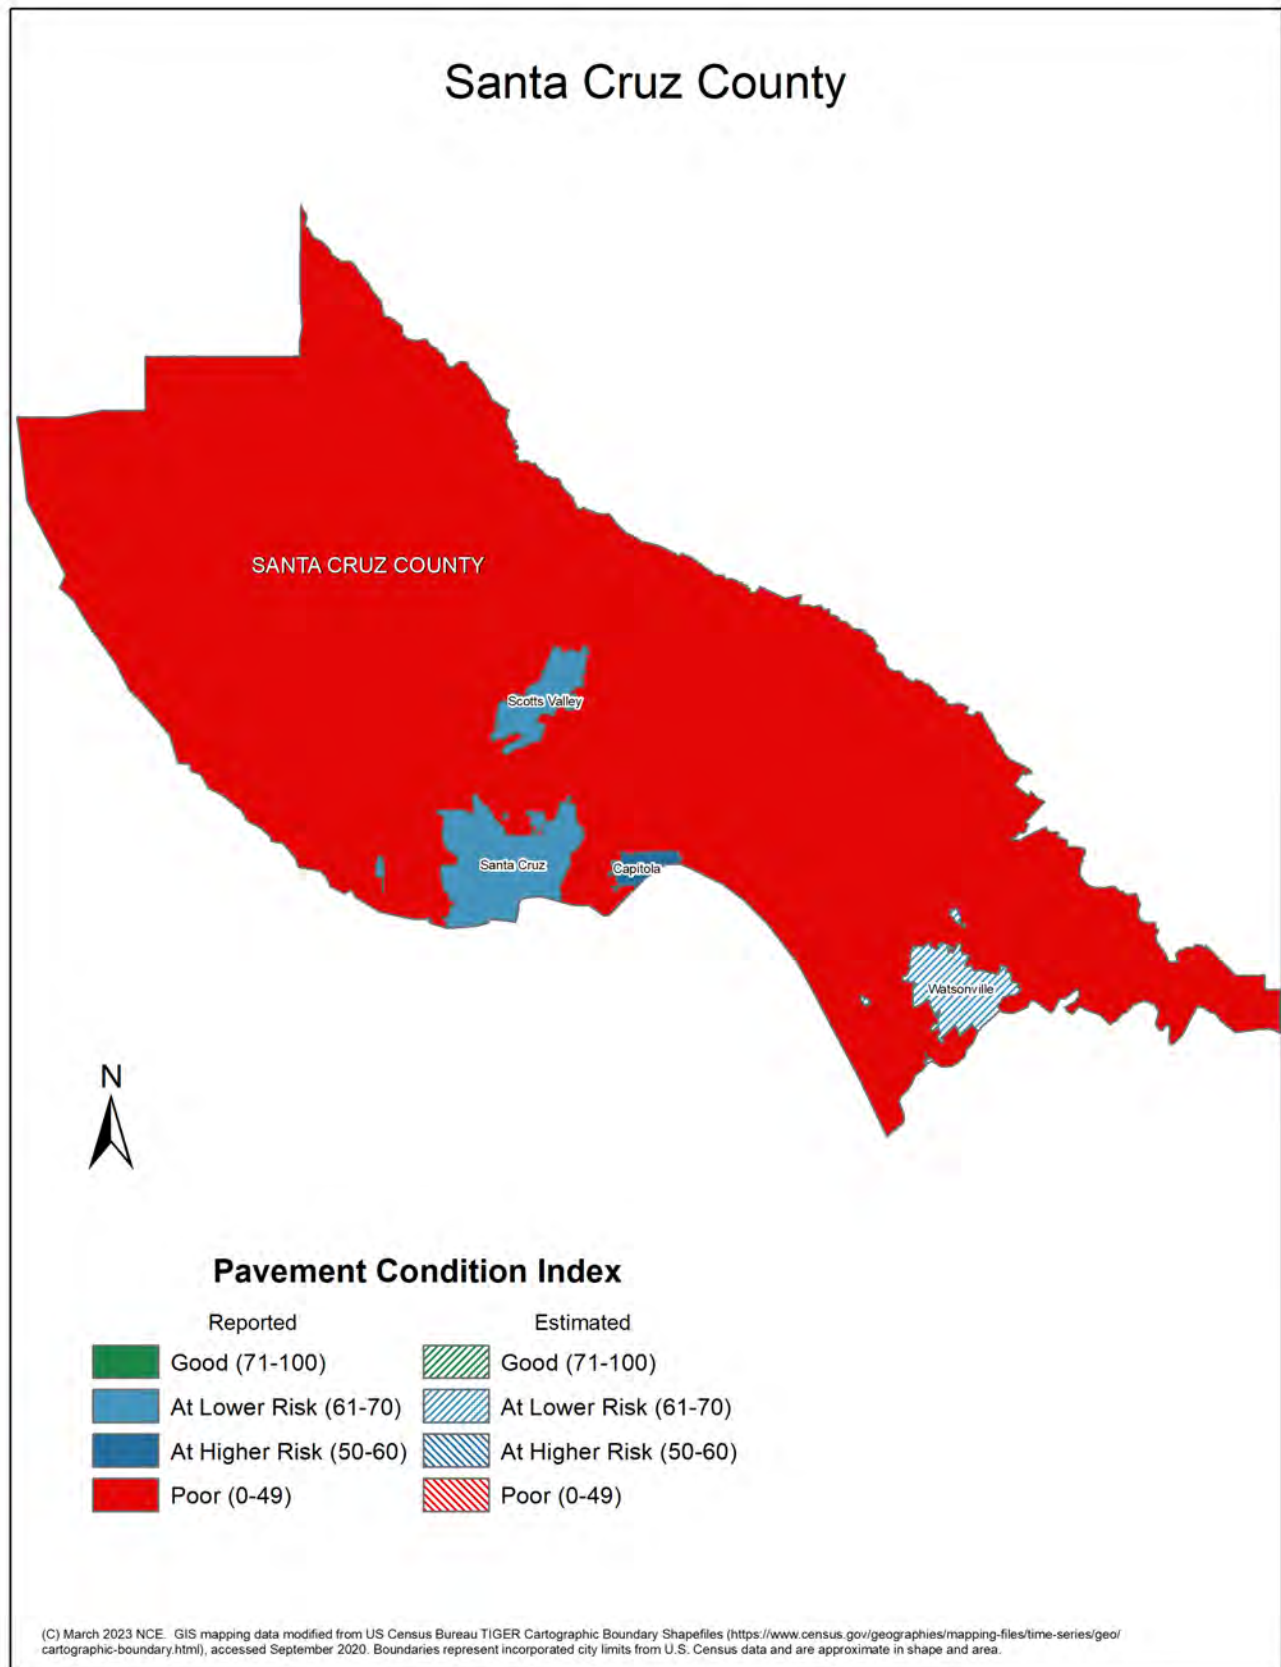 Santa Cruz County
SANTA CRUZ COUNTY
Scotts Valley
Santa Cruz
Capitola
Watsonville
N
Pavement Condition Index
Reported
Estimated
Good (71-100)
Good (71-100)
At Lower Risk (61-70)
At Lower Risk (61-70)
At Higher Risk (50-60)
At Higher Risk (50-60)
Poor (0-49)
Poor (0-49)
(C) March 2023 NCE. GIS mapping data modified from US Census Bureau TIGER Cartographic Boundary Shapefiles (https://www.census.gov/geographies/mapping-files/time-series/geo/
cartographic-boundary.html), accessed September 2020. Boundaries represent incorporated city limits from U.S. Census data and are approximate in shape and area.